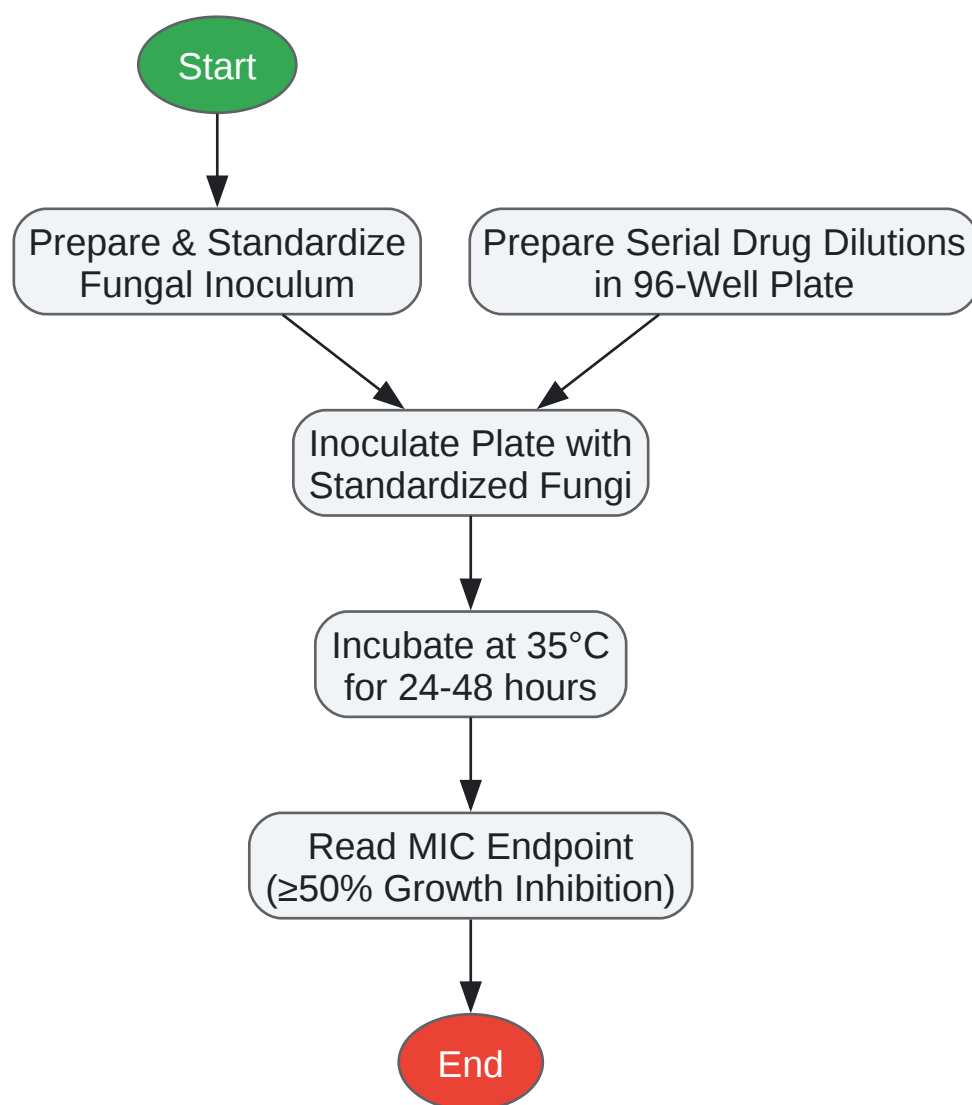 Start
Prepare & Standardize
Fungal Inoculum
Prepare Serial Drug Dilutions
in 96-Well Plate
Inoculate Plate with
Standardized Fungi
Incubate at 35°C
for 24-48 hours
Read MIC Endpoint
(≥50% Growth Inhibition)
End